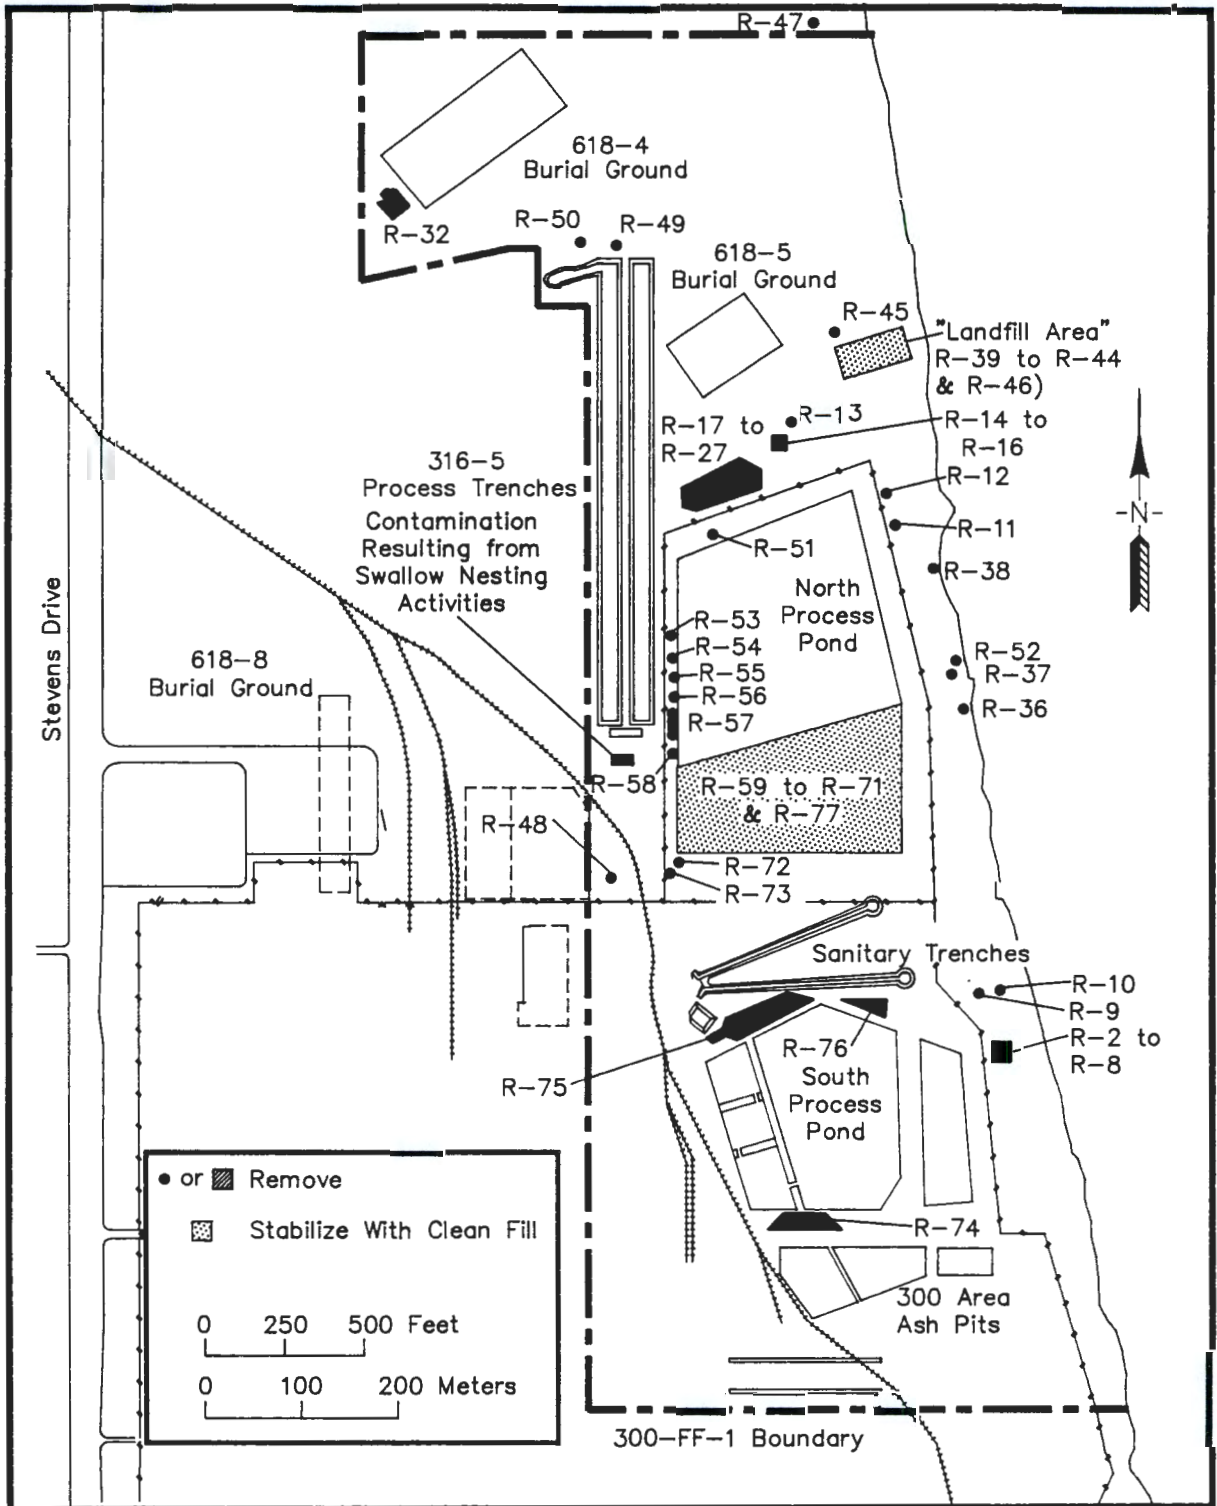 R-47
618-4
Burial Ground
R-32
R-50
R-49
618-5
Burial Ground
R-45
"Landfill Area"
R-39 to R-44
& R-46)
R-13
R-17 to
R-27
R-14 to
R-16
316-5
Process Trenches
Contamination
Resulting from
Swallow Nesting
Activities
R-12
R-11
-N-
R-51
R-38
North
Process
Pond
Stevens Drive
R-53
R-54
R-55
R-56
R-57
R-52
R-37
R-36
618-8
Burial Ground
R-58
R-59 to R-71
& R-77
R-48
R-72
R-73
Sanitary Trenches
R-10
R-9
R-2 to
R-8
R-76
R-75
South
Process
Pond
R-74
300 Area
Ash Pits
● or ▨ Remove
Stabilize With Clean Fill
0 250 500 Feet
0 100 200 Meters
300-FF-1 Boundary